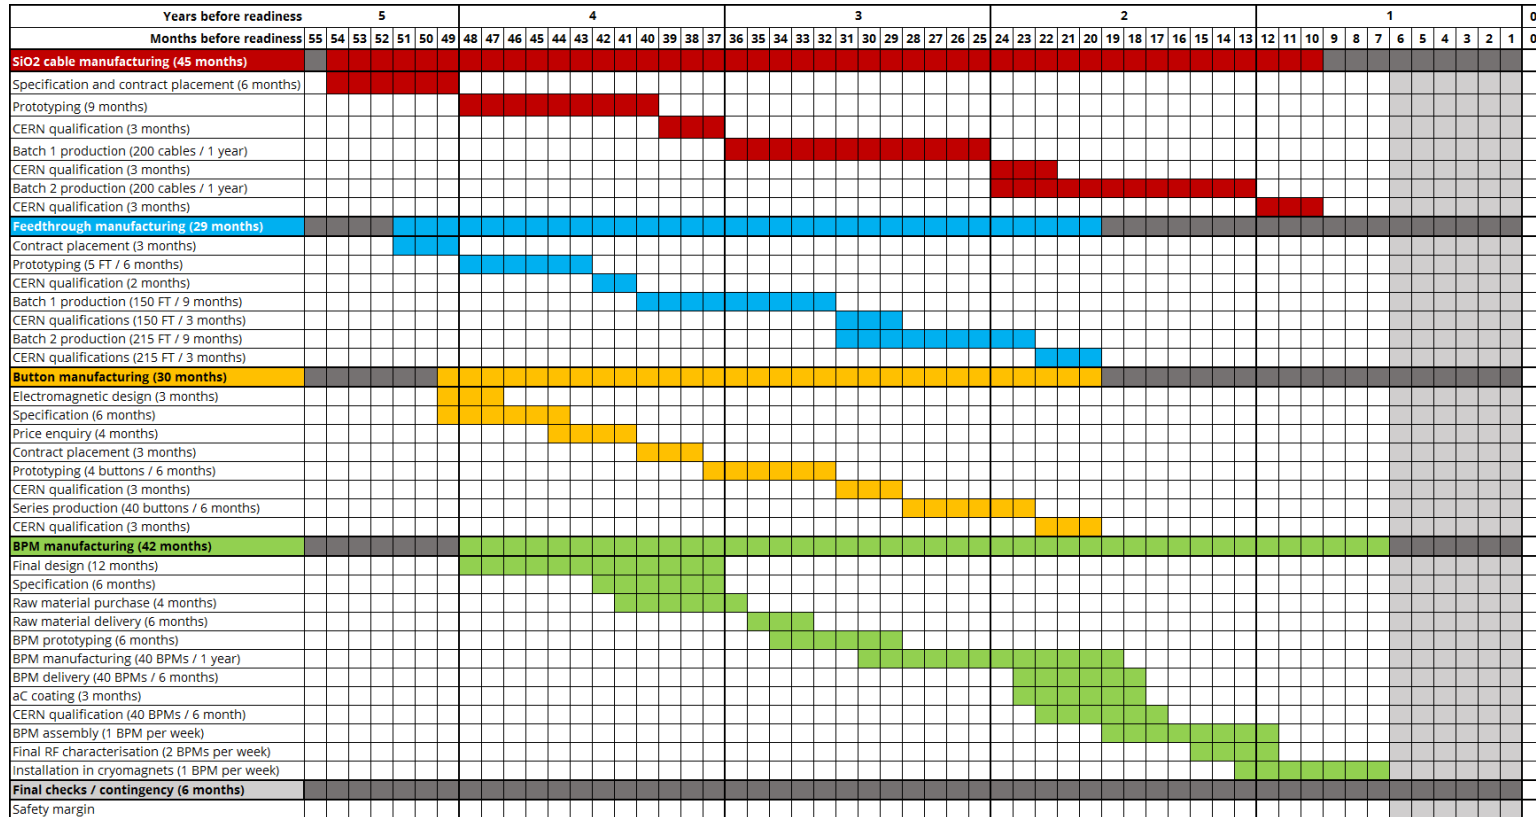 Years before readiness 5 4 3 2 1 0
Months before readiness 55 54 53 52 51 50 49 48 47 46 45 44 43 42 41 40 39 38 37 36 35 34 33 32 31 30 29 28 27 26 25 24 23 22 21 20 19 18 17 16 15 14 13 12 11 10 9 8 7 6 5 4 3 2 1 0
SiO2 cable manufacturing (45 months)
Specification and contract placement (6 months)
Prototyping (9 months)
CERN qualification (3 months)
Batch 1 production (200 cables / 1 year)
CERN qualification (3 months)
Batch 2 production (200 cables / 1 year)
CERN qualification (3 months)
Feedthrough manufacturing (29 months)
Contract placement (3 months)
Prototyping (5 FT / 6 months)
CERN qualification (2 months)
Batch 1 production (150 FT / 9 months)
CERN qualifications (150 FT / 3 months)
Batch 2 production (215 FT / 9 months)
CERN qualifications (215 FT / 3 months)
Button manufacturing (30 months)
Electromagnetic design (3 months)
Specification (6 months)
Price enquiry (4 months)
Contract placement (3 months)
Prototyping (4 buttons / 6 months)
CERN qualification (3 months)
Series production (40 buttons / 6 months)
CERN qualification (3 months)
BPM manufacturing (42 months)
Final design (12 months)
Specification (6 months)
Raw material purchase (4 months)
Raw material delivery (6 months)
BPM prototyping (6 months)
BPM manufacturing (40 BPMs / 1 year)
BPM delivery (40 BPMs / 6 months)
aC coating (3 months)
CERN qualification (40 BPMs / 6 month)
BPM assembly (1 BPM per week)
Final RF characterisation (2 BPMs per week)
Installation in cryomagnets (1 BPM per week)
Final checks / contingency (6 months)
Safety margin